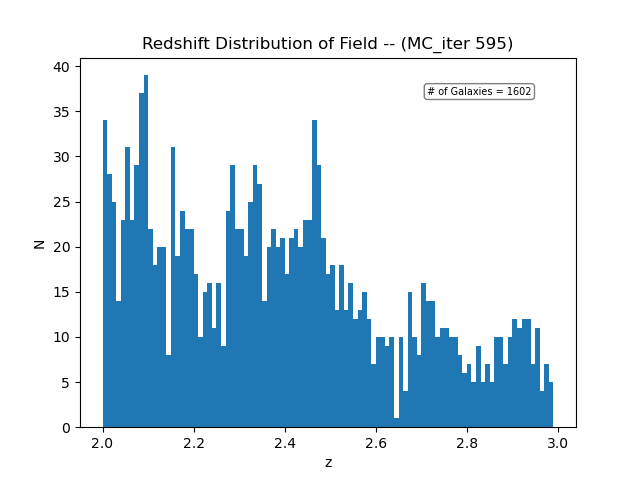 Redshift Distribution of Field -- (MC_iter 595)
# of Galaxies = 1602
N
40
35
30
25
20
15
10
5
0
2.0 2.2 2.4 2.6 2.8 3.0
z